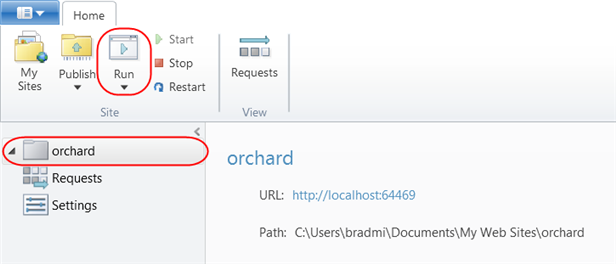 Home
My Sites
Publish
Run
Start
Stop
Restart
Requests
Site
View
orchard
Requests
Settings
orchard
URL: http://localhost:64469
Path: C:\Users\bradmi\Documents\My Web Sites\orchard